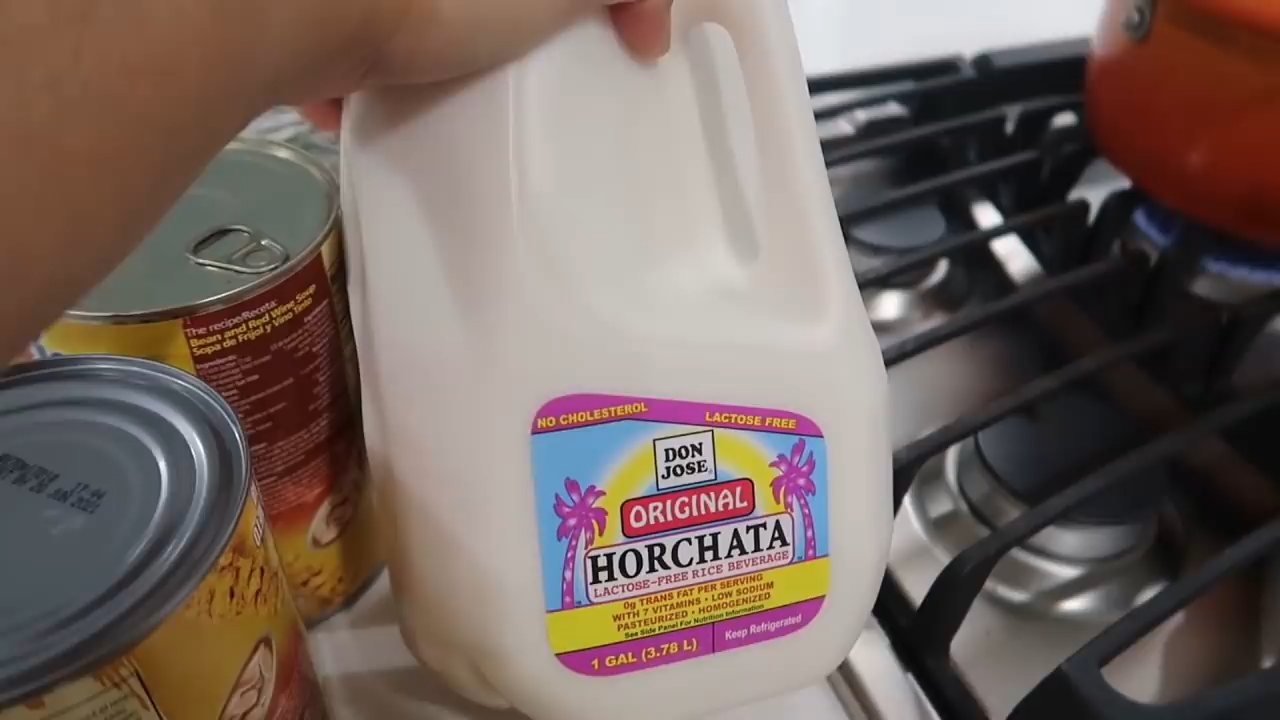 The recipe/Receta:
Bean and Red Wine Soup
Sopa de Frijol y Vino Tinto
Ingredients:
NO CHOLESTEROL
LACTOSE FREE
DON
JOSE
ORIGINAL
HORCHATA
LACTOSE-FREE RICE BEVERAGE
0g TRANS FAT PER SERVING
WITH 7 VITAMINS • LOW SODIUM
PASTEURIZED • HOMOGENIZED
See Side Panel For Nutrition Information
1 GAL (3.78 L)
Keep Refrigerated